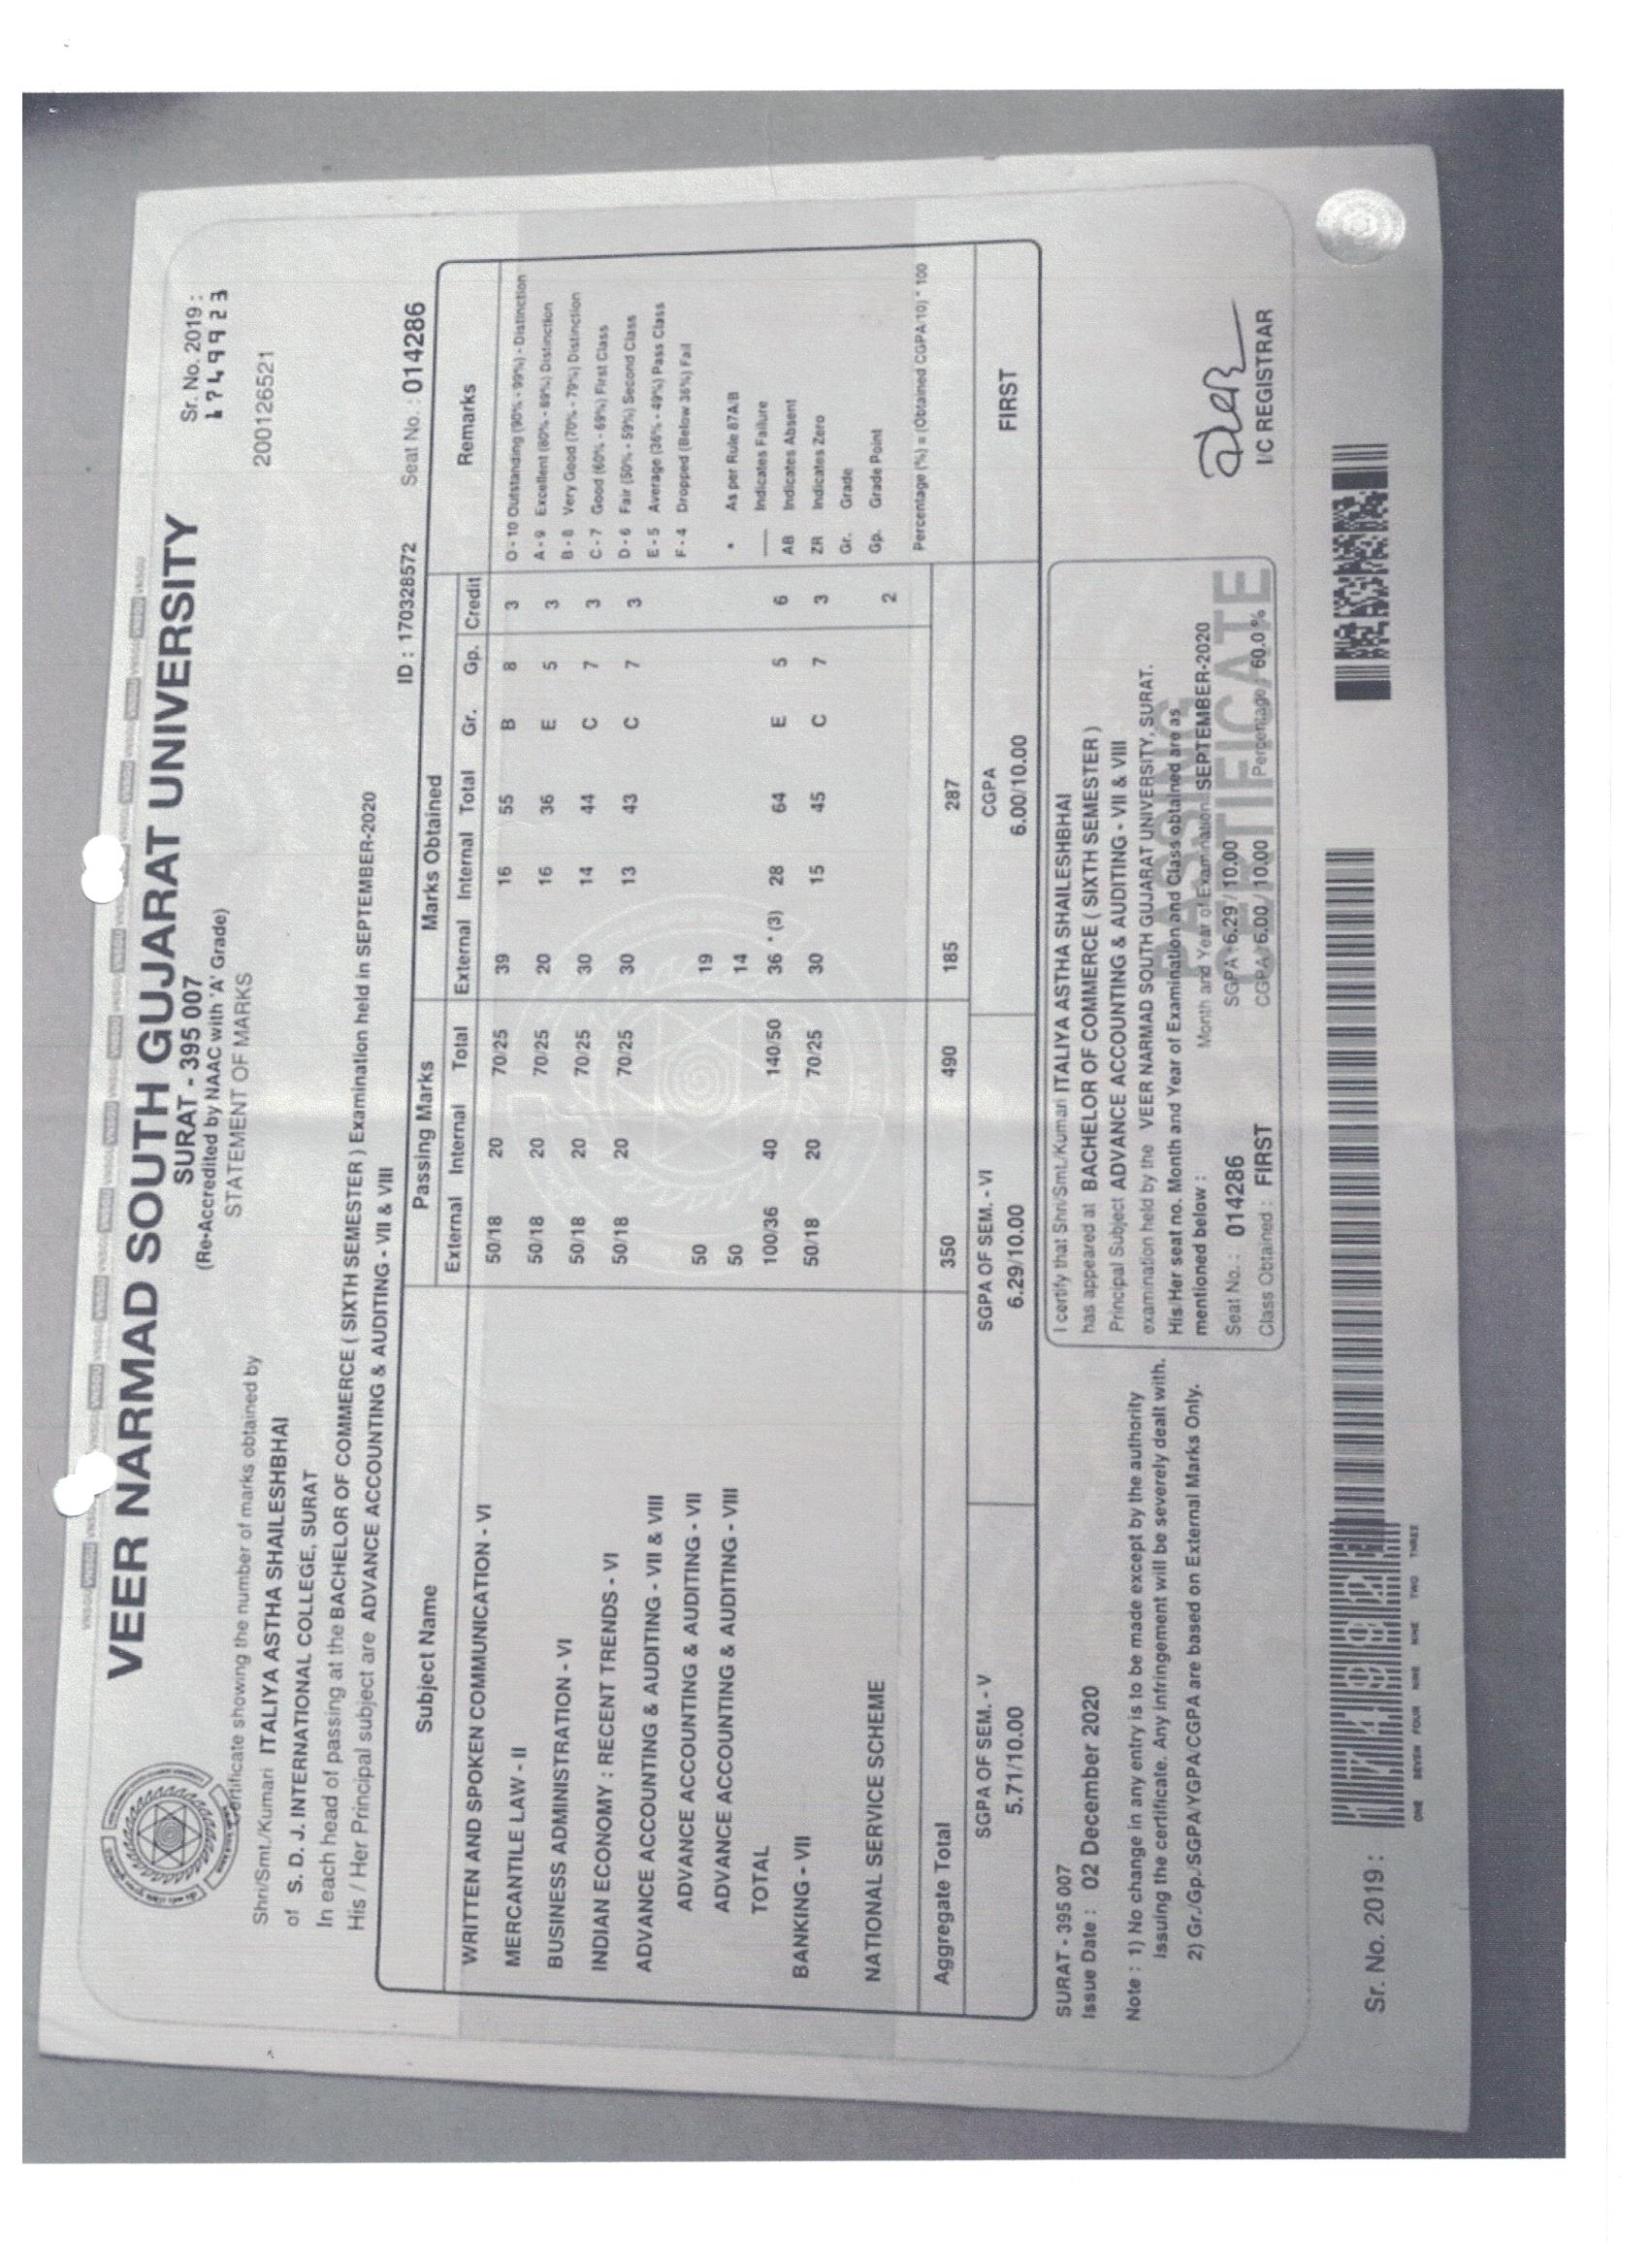 VEER NARMAD SOUTH GUJARAT UNIVERSITY
SURAT - 395 007
(Re-Accredited by NAAC with 'A' Grade)
STATEMENT OF MARKS
Sr. No. 2019 :
1749923
200126521
Certificate showing the number of marks obtained by
Shri/Smt./Kumari ITALIYA ASTHA SHAILESHBHAI
of S. D. J. INTERNATIONAL COLLEGE, SURAT
In each head of passing at the BACHELOR OF COMMERCE ( SIXTH SEMESTER ) Examination held in SEPTEMBER-2020
His / Her Principal subject are ADVANCE ACCOUNTING & AUDITING - VII & VIII
ID : 170328572 Seat No. : 014286
Subject Name Passing Marks Marks Obtained Remarks
External Internal Total External Internal Total Gr. Gp. Credit
WRITTEN AND SPOKEN COMMUNICATION - VI 50/18 20 70/25 39 16 55 B 8 3
MERCANTILE LAW - II 50/18 20 70/25 20 16 36 E 5 3
BUSINESS ADMINISTRATION - VI 50/18 20 70/25 30 14 44 C 7 3
INDIAN ECONOMY : RECENT TRENDS - VI 50/18 20 70/25 30 13 43 C 7 3
ADVANCE ACCOUNTING & AUDITING - VII & VIII
ADVANCE ACCOUNTING & AUDITING - VII 50 19
ADVANCE ACCOUNTING & AUDITING - VIII 50 14
TOTAL 100/36 40 140/50 36 * (3) 28 64 E 5 6
BANKING - VII 50/18 20 70/25 30 15 45 C 7 3
NATIONAL SERVICE SCHEME 2
O - 10 Outstanding (90% - 99%) - Distinction
A - 9 Excellent (80% - 89%) Distinction
B - 8 Very Good (70% - 79%) Distinction
C - 7 Good (60% - 69%) First Class
D - 6 Fair (50% - 59%) Second Class
E - 5 Average (36% - 49%) Pass Class
F - 4 Dropped (Below 36%) Fail
* As per Rule 87A/B
— Indicates Failure
AB Indicates Absent
ZR Indicates Zero
Gr. Grade
Gp. Grade Point
Percentage (%) = (Obtained CGPA/10) * 100
Aggregate Total 350 490 185 287
SGPA OF SEM. - V SGPA OF SEM. - VI CGPA FIRST
5.71/10.00 6.29/10.00 6.00/10.00
SURAT - 395 007
Issue Date : 02 December 2020
Note : 1) No change in any entry is to be made except by the authority
issuing the certificate. Any infringement will be severely dealt with.
2) Gr./Gp./SGPA/YGPA/CGPA are based on External Marks Only.
PASSING
CERTIFICATE
I certify that Shri/Smt./Kumari ITALIYA ASTHA SHAILESHBHAI
has appeared at BACHELOR OF COMMERCE ( SIXTH SEMESTER )
Principal Subject ADVANCE ACCOUNTING & AUDITING - VII & VIII
examination held by the VEER NARMAD SOUTH GUJARAT UNIVERSITY, SURAT.
His/Her seat no. Month and Year of Examination and Class obtained are as
mentioned below : Month and Year of Examination SEPTEMBER-2020
Seat No. : 014286 SGPA 6.29 / 10.00
Class Obtained : FIRST CGPA 6.00 / 10.00 Percentage 60.0 %
I/C REGISTRAR
Sr. No. 2019 :
ONE SEVEN FOUR NINE NINE TWO THREE